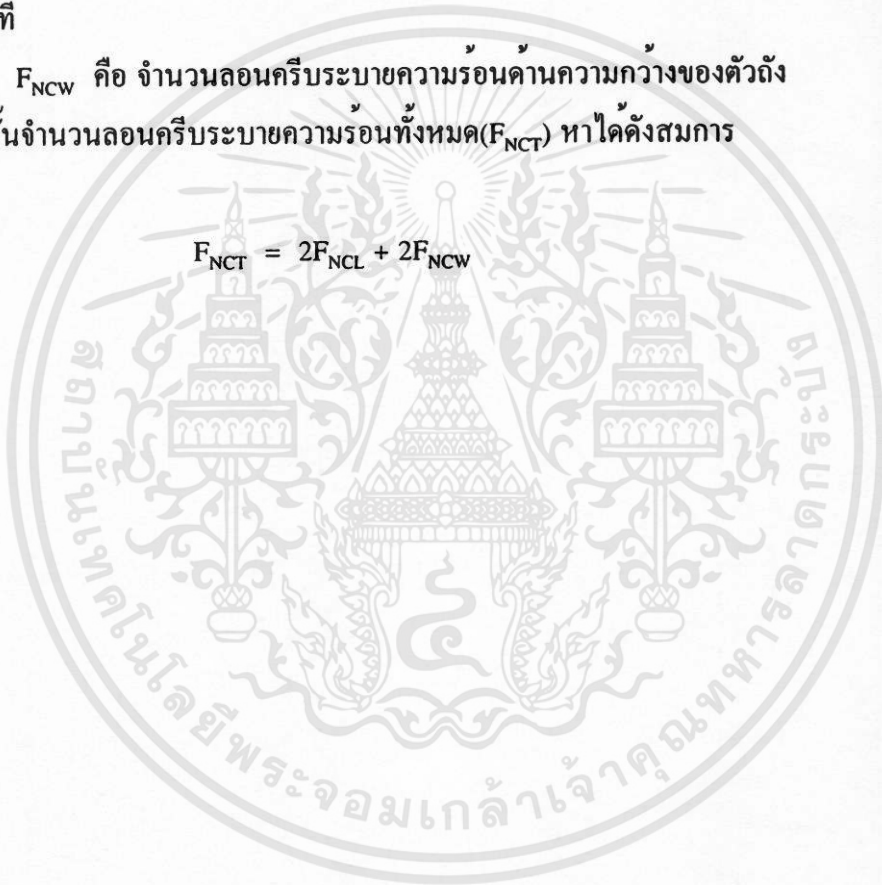 ที่
F_NCW คือ จำนวนลอนครีบระบายความร้อนด้านความกว้างของตัวถัง
นั้นจำนวนลอนครีบระบายความร้อนทั้งหมด(F_NCT) หาได้ดังสมการ
F_NCT = 2F_NCL + 2F_NCW
สถาบันเทคโนโลยีพระจอมเกล้าเจ้าคุณทหารลาดกระบัง